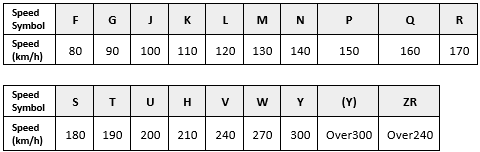 Speed Symbol F G J K L M N P Q R
Speed (km/h) 80 90 100 110 120 130 140 150 160 170
Speed Symbol S T U H V W Y (Y) ZR
Speed (km/h) 180 190 200 210 240 270 300 Over300 Over240